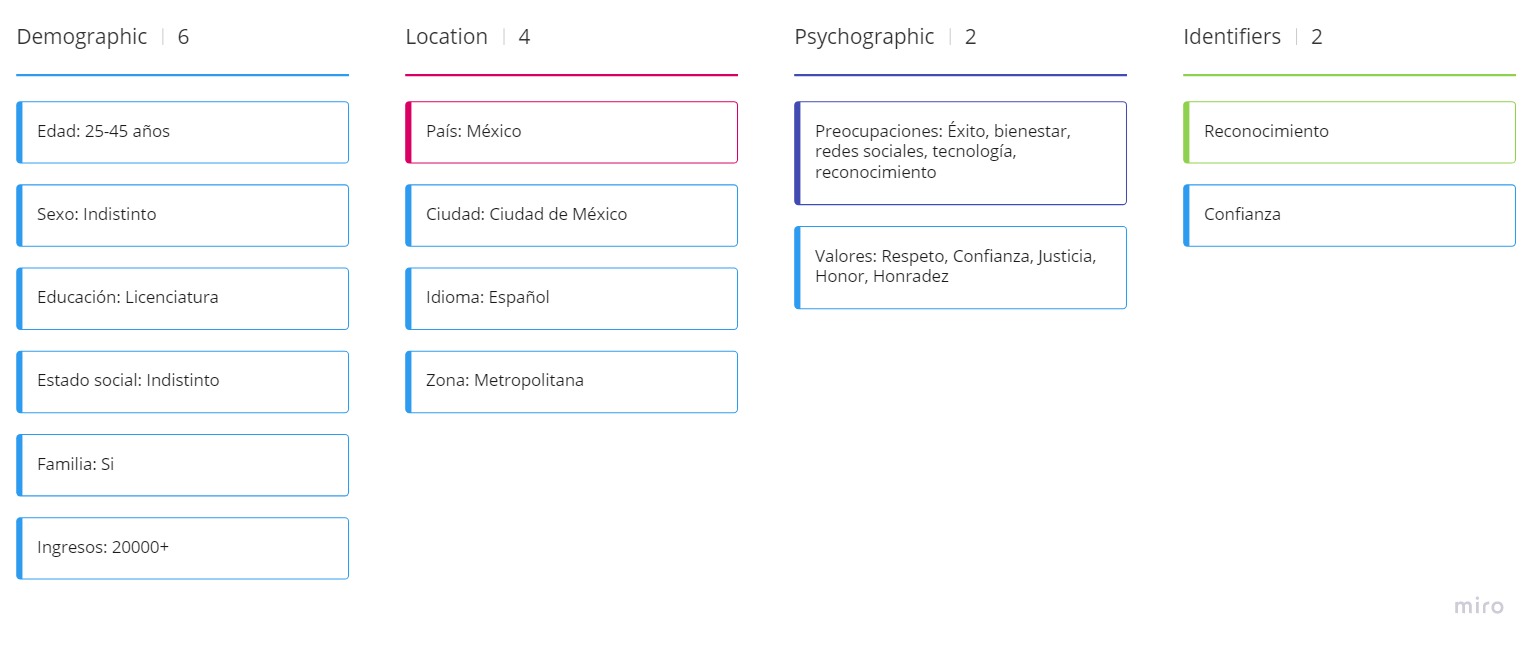 Demographic | 6
Edad: 25-45 años
Sexo: Indistinto
Educación: Licenciatura
Estado social: Indistinto
Familia: Si
Ingresos: 20000+
Location | 4
País: México
Ciudad: Ciudad de México
Idioma: Español
Zona: Metropolitana
Psychographic | 2
Preocupaciones: Éxito, bienestar,
redes sociales, tecnología,
reconocimiento
Valores: Respeto, Confianza, Justicia,
Honor, Honradez
Identifiers | 2
Reconocimiento
Confianza
miro